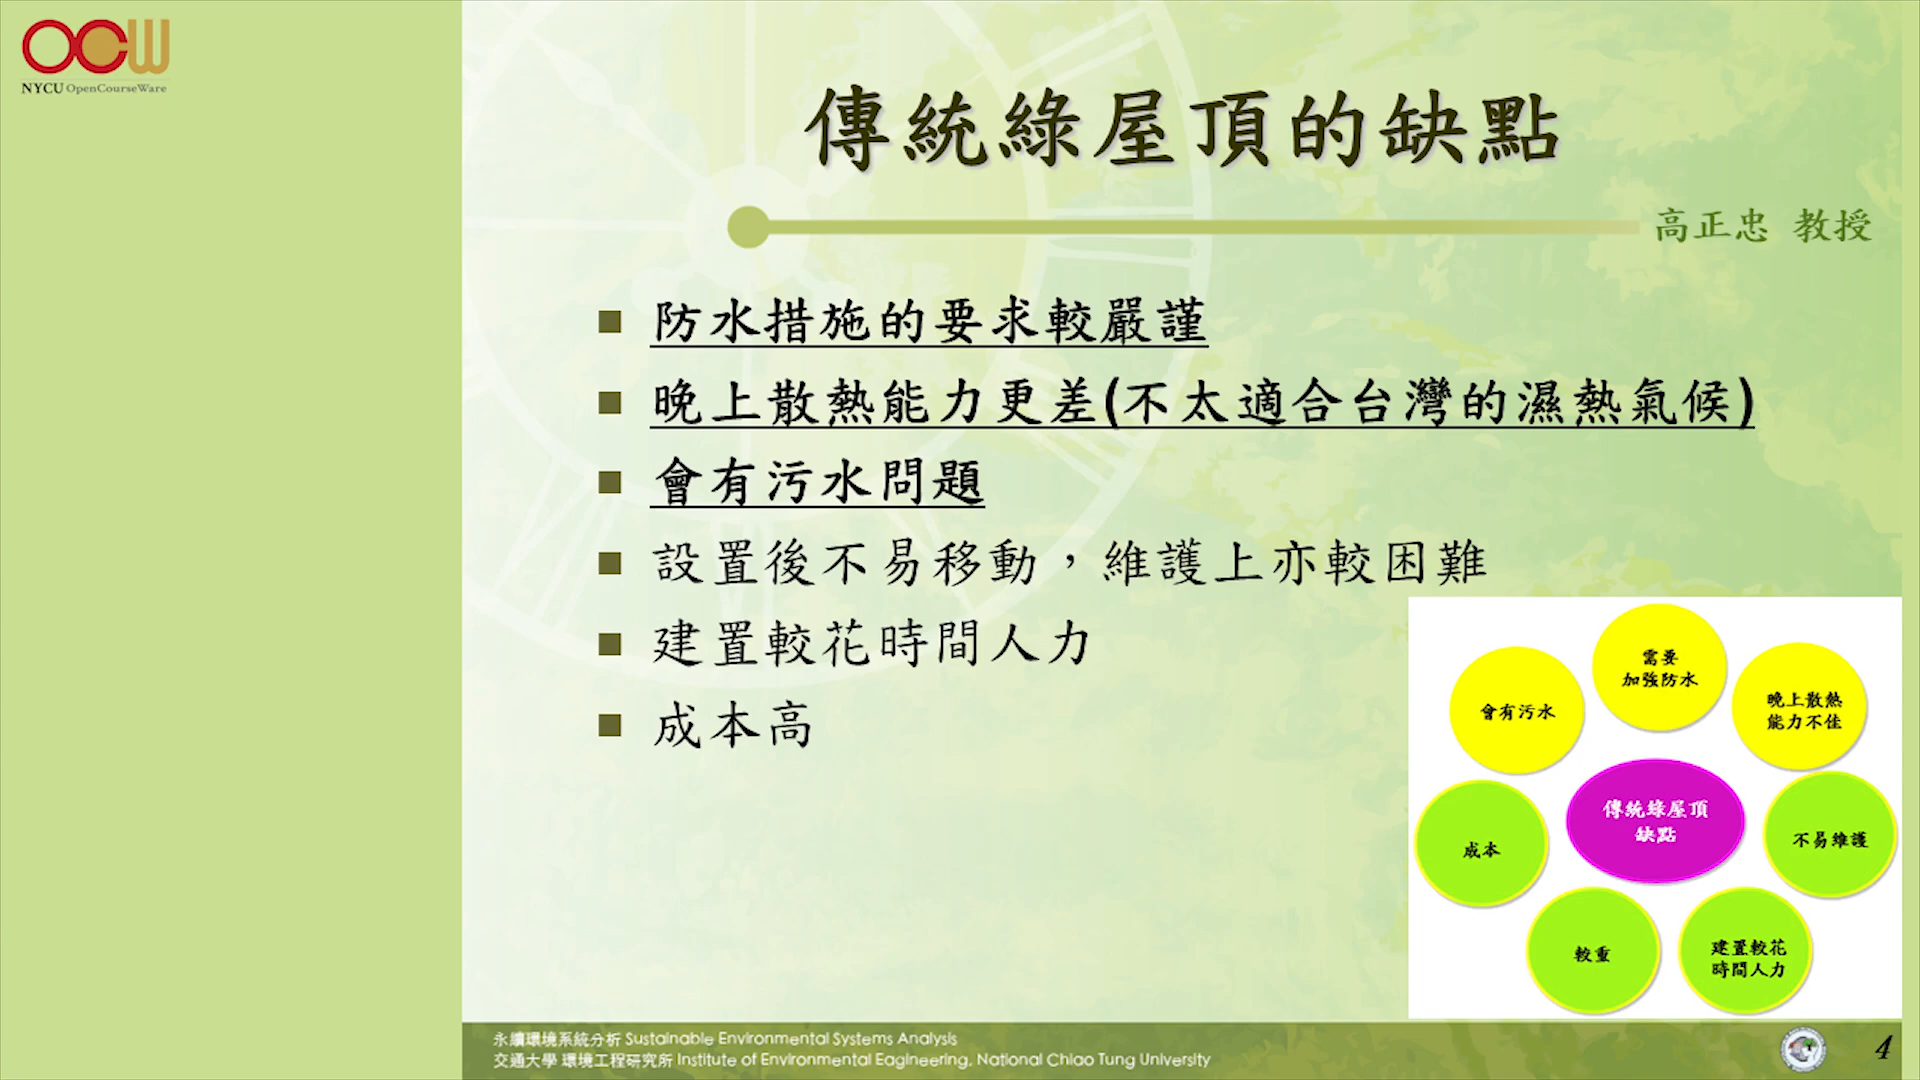 OCW
NYCU OpenCourseWare
傳統綠屋頂的缺點
高正忠 教授
防水措施的要求較嚴謹
晚上散熱能力更差(不太適合台灣的濕熱氣候)
會有污水問題
設置後不易移動，維護上亦較困難
建置較花時間人力
成本高
需要
加強防水
會有污水
晚上散熱
能力不佳
傳統綠屋頂
缺點
成本
不易維護
較重
建置較花
時間人力
永續環境系統分析 Sustainable Environmental Systems Analysis
交通大學 環境工程研究所 Institute of Environmental Eagineering, National Chiao Tung University
4